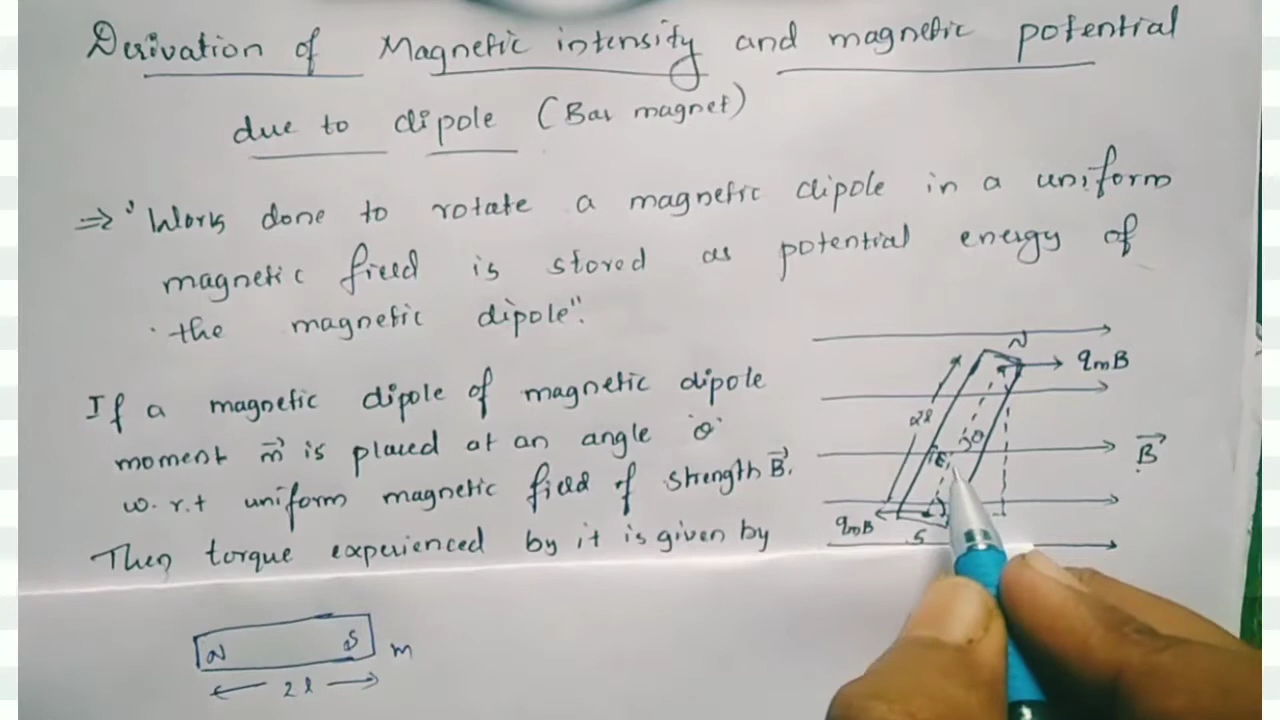 Derivation of Magnetic intensity and magnetic potential
due to dipole (Bar magnet)
⇒ "Work done to rotate a magnetic dipole in a uniform
magnetic field is stored as potential energy of
the magnetic dipole".
If a magnetic dipole of magnetic dipole
moment m⃗ is placed at an angle 'θ'
w.r.t uniform magnetic field of strength B⃗.
Then torque experienced by it is given by
N
qmB
2l
θ
B⃗
qmB
S
N S m
2l